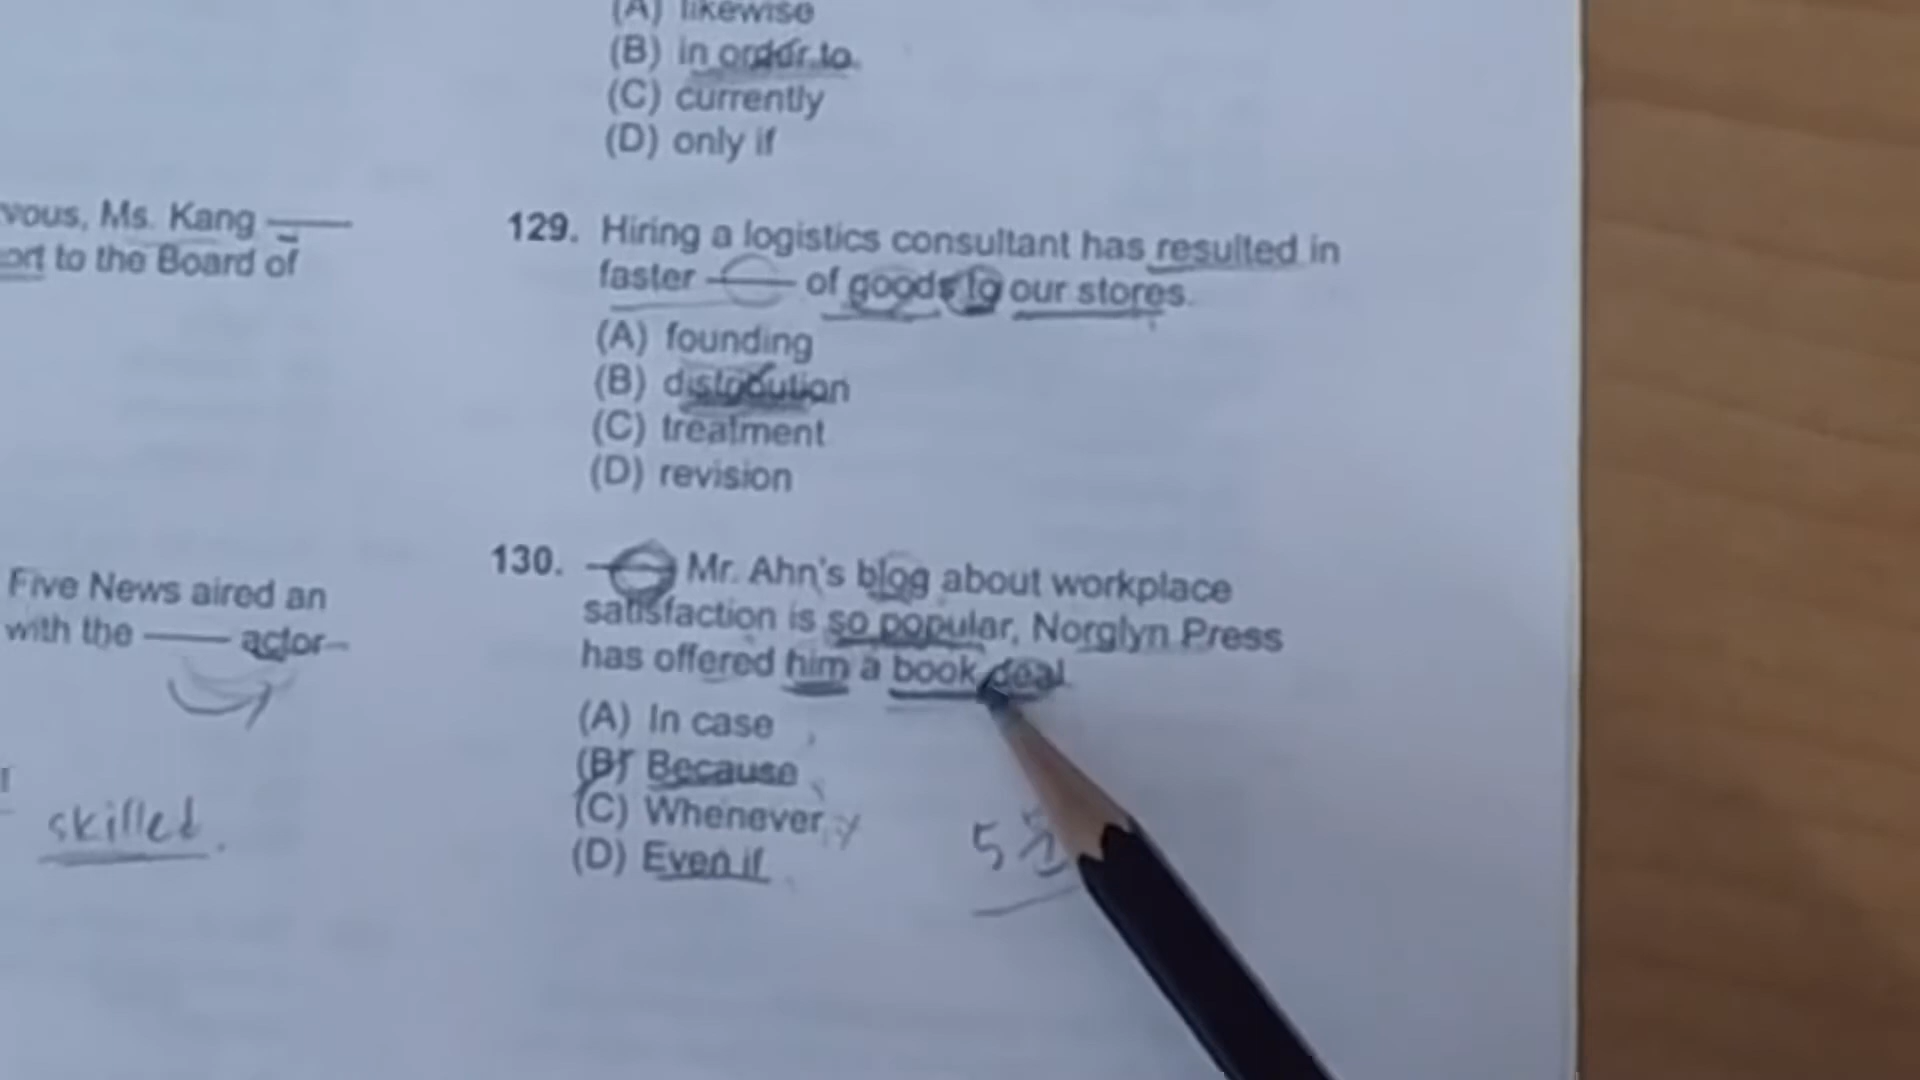 vous, Ms. Kang ——
ort to the Board of
Five News aired an
with the —— actor
skilled.
(A) likewise
(B) in order to
(C) currently
(D) only if
129. Hiring a logistics consultant has resulted in
faster —— of goods to our stores.
(A) founding
(B) distribution
(C) treatment
(D) revision
130. —— Mr. Ahn's blog about workplace
satisfaction is so popular, Norglyn Press
has offered him a book deal.
(A) In case
(B) Because
(C) Whenever
(D) Even if
5